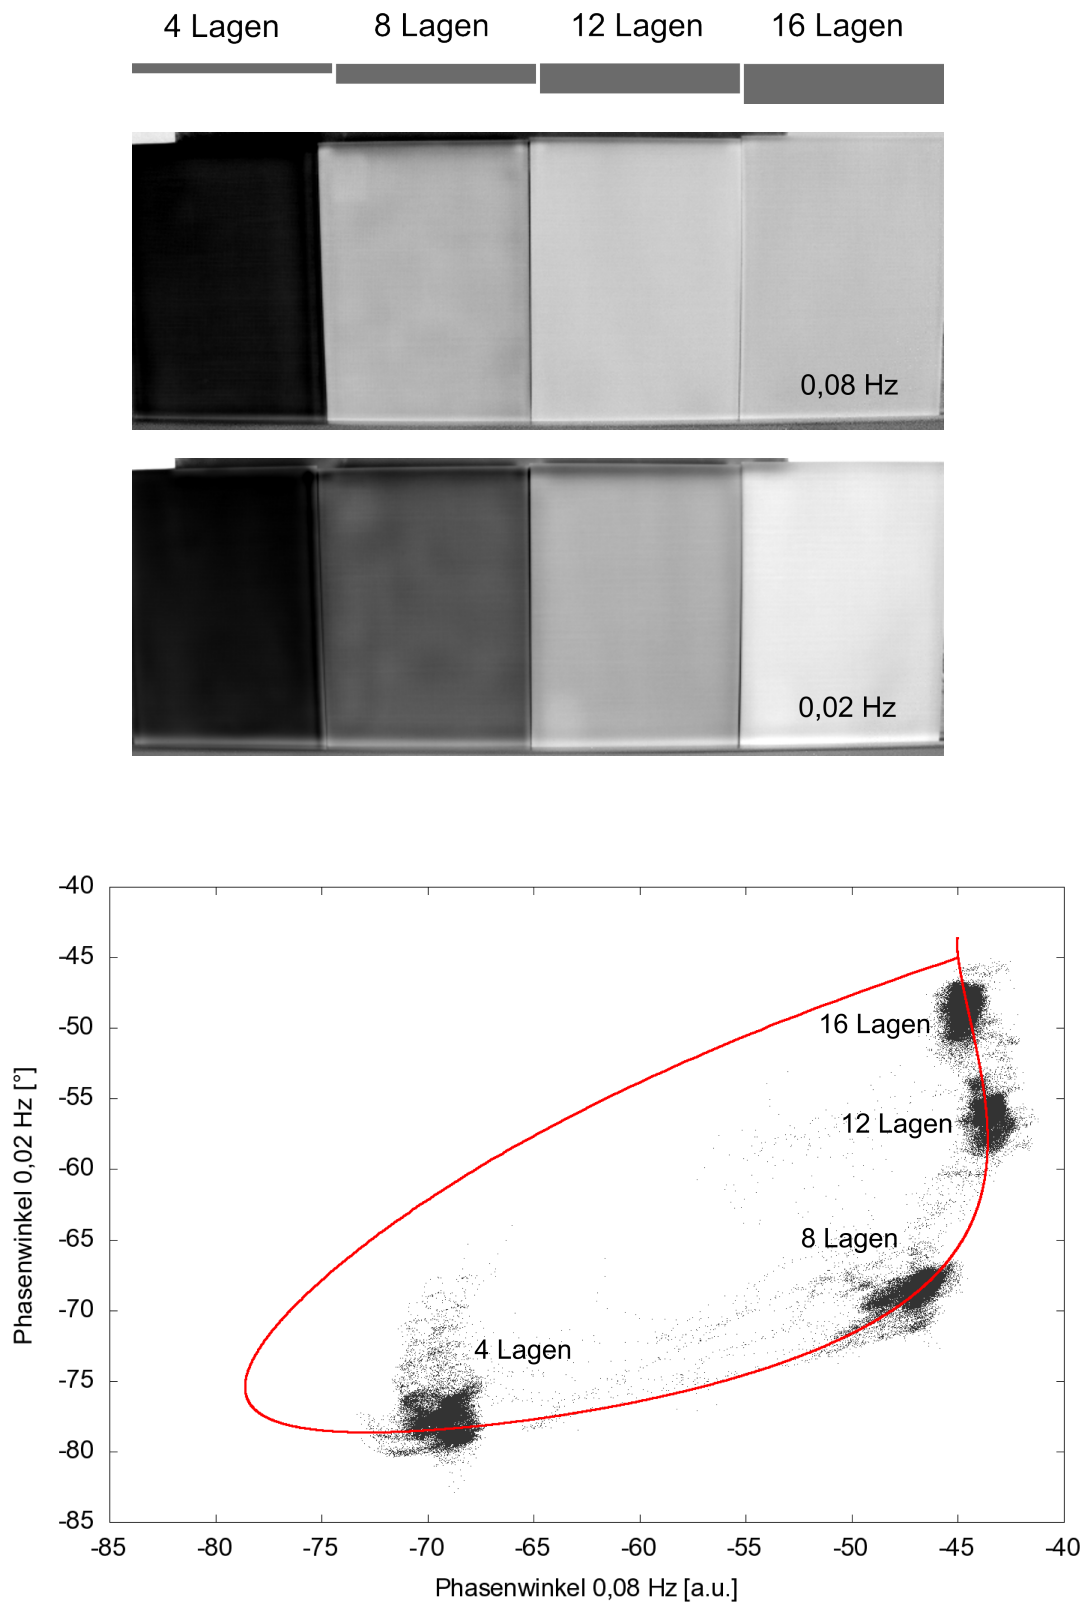 4 Lagen 8 Lagen 12 Lagen 16 Lagen
0,08 Hz
0,02 Hz
-40
-45
-50
-55
-60
-65
-70
-75
-80
-85
Phasenwinkel 0,02 Hz [°]
16 Lagen
12 Lagen
8 Lagen
4 Lagen
-85 -80 -75 -70 -65 -60 -55 -50 -45 -40
Phasenwinkel 0,08 Hz [a.u.]